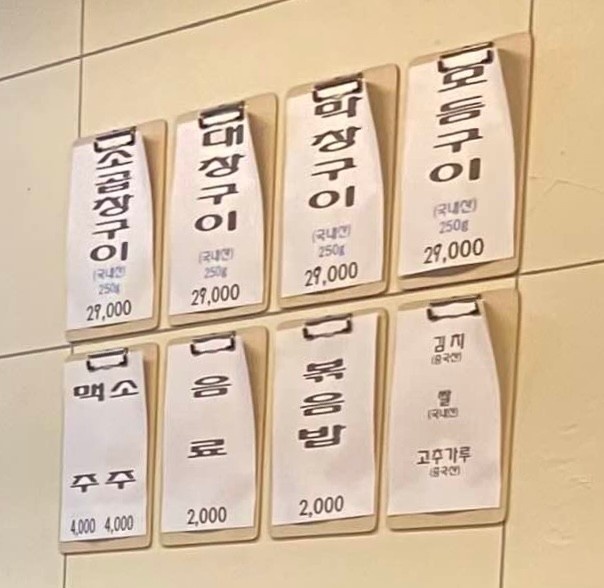 소곱창구이
(국내산)
250g
29,000
대창구이
(국내산)
250g
29,000
막창구이
(국내산)
250g
29,000
모듬구이
(국내산)
250g
29,000
맥주 소주
4,000 4,000
음료
2,000
볶음밥
2,000
김치
(중국산)
쌀
(국내산)
고추가루
(중국산)